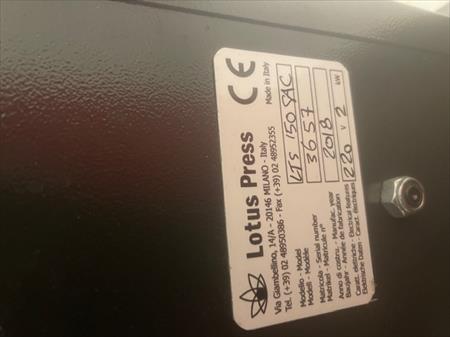 Lotus Press CE
Via Giambellino, 14/A - 20146 MILANO - Italy
Tel. (+39) 02 48950386 - Fax (+39) 02 48952355 Made in Italy
Modello - Model
Modell - Modèle
LTS 150 SAC
Matricola - Serial number
Matrikel - Matricule n°
3657
Anno di costru. - Manufac. year
Baujahr - Année de fabrication
2018
Caratt. elettriche - Electrical features
Elektrische Daten - Caract. électriques
220 V 2 kW